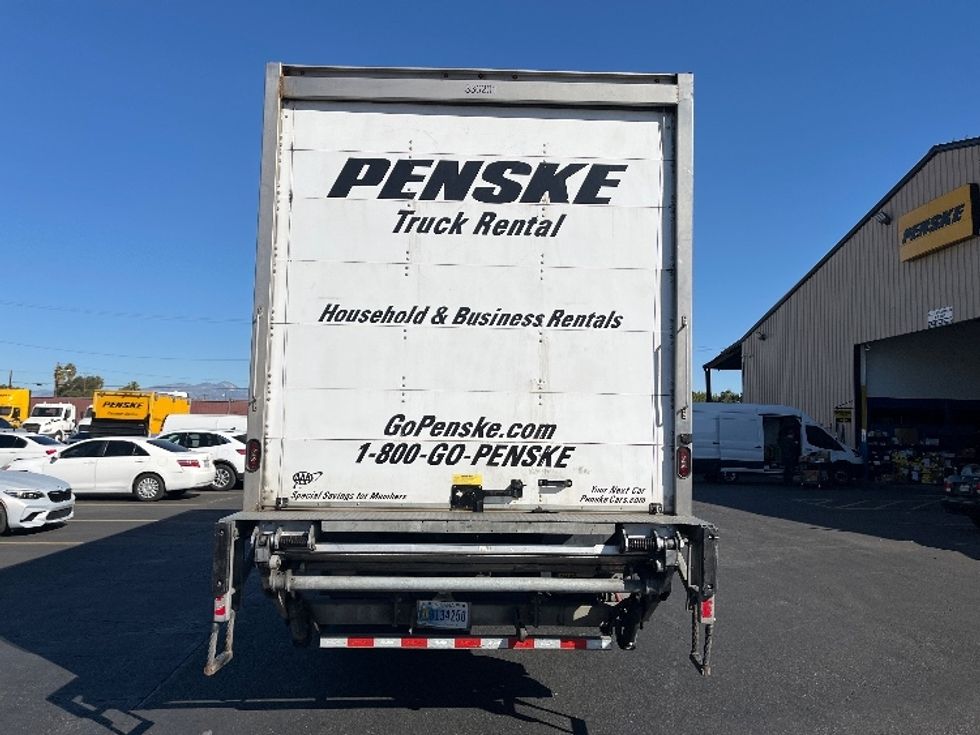 PENSKE
Truck Rental
Household & Business Rentals
GoPenske.com
1-800-GO-PENSKE
Special Savings for Members
Your Next Car
PenskeCars.com
PENSKE
PENSKE